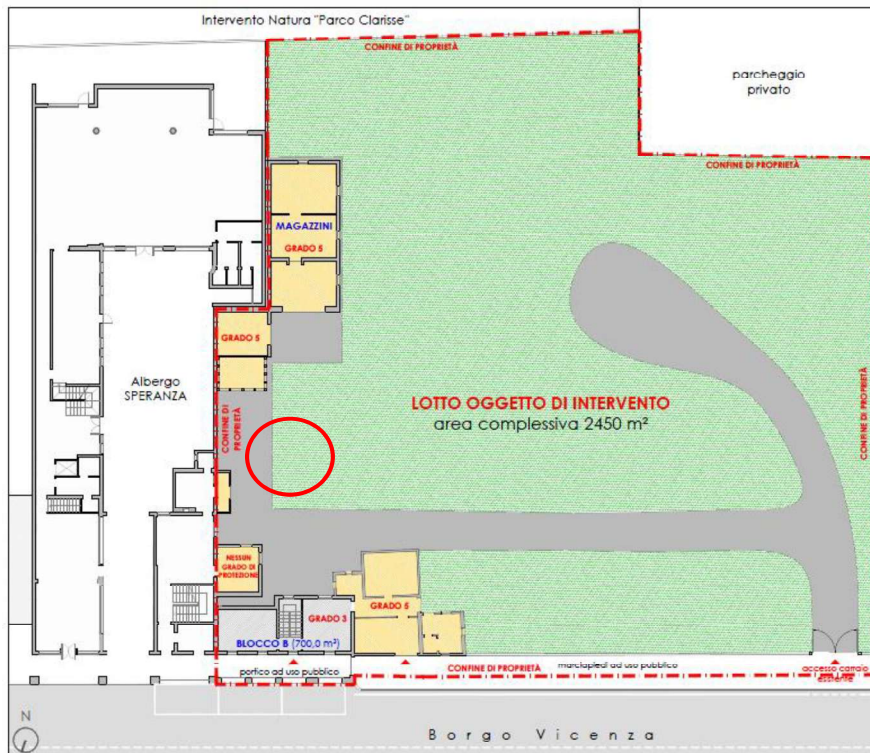 Intervento Natura "Parco Clarisse"
CONFINE DI PROPRIETÀ
parcheggio
privato
CONFINE DI PROPRIETÀ
MAGAZZINI
GRADO 5
GRADO 5
Albergo
SPERANZA
CONFINE DI
PROPRIETÀ
LOTTO OGGETTO DI INTERVENTO
area complessiva 2450 m²
CONFINE DI PROPRIETÀ
NESSUN
GRADO DI
PROTEZIONE
GRADO 5
GRADO 3
BLOCCO B (700,0 m²)
portico ad uso pubblico
CONFINE DI PROPRIETÀ
marciapiedi ad uso pubblico
accesso carraio
esistente
N
Borgo Vicenza